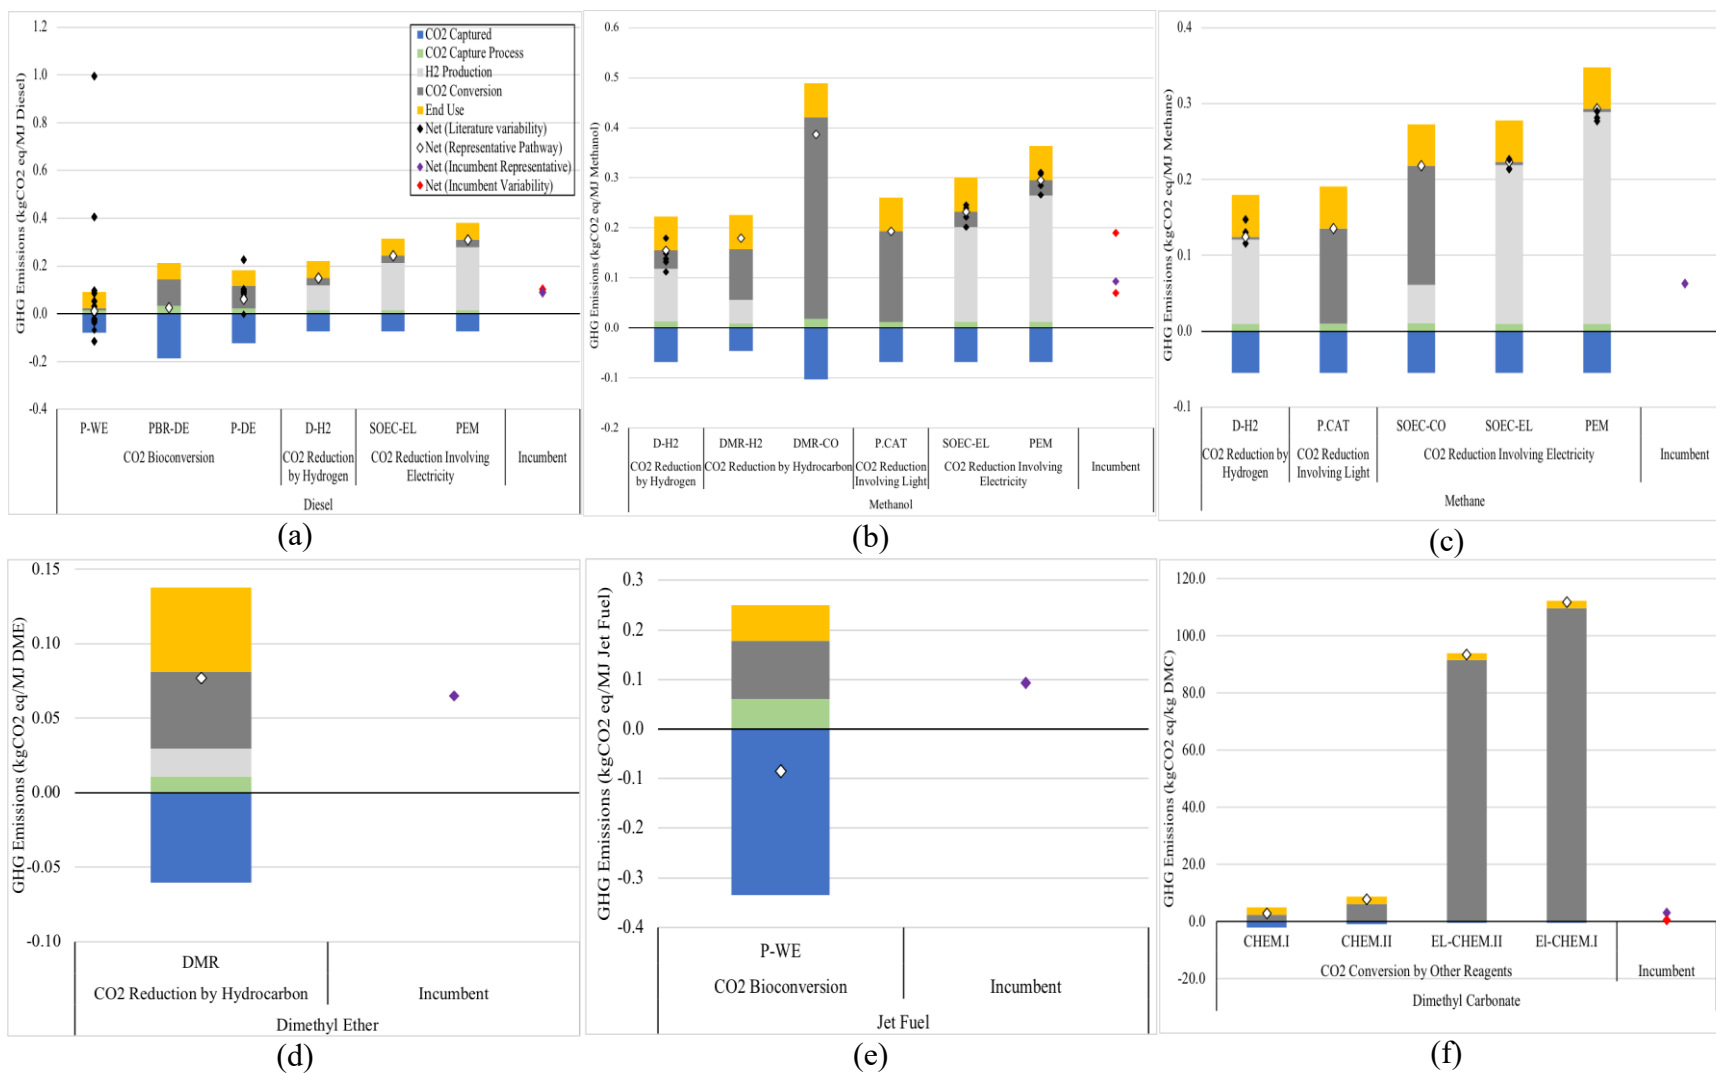 GHG Emissions (kgCO2 eq/MJ Diesel)
1.2
1.0
0.8
0.6
0.4
0.2
0.0
-0.2
-0.4
CO2 Captured
CO2 Capture Process
H2 Production
CO2 Conversion
End Use
Net (Literature variability)
Net (Representative Pathway)
Net (Incumbent Representative)
Net (Incumbent Variability)
P-WE PBR-DE P-DE D-H2 SOEC-EL PEM
CO2 Bioconversion
CO2 Reduction by Hydrogen
CO2 Reduction Involving Electricity
Incumbent
Diesel
(a)
GHG Emissions (kgCO2 eq/MJ Methanol)
0.6
0.5
0.4
0.3
0.2
0.1
0.0
-0.1
-0.2
D-H2 DMR-H2 DMR-CO P.CAT SOEC-EL PEM
CO2 Reduction by Hydrogen
CO2 Reduction by Hydrocarbon
CO2 Reduction Involving Light
CO2 Reduction Involving Electricity
Incumbent
Methanol
(b)
GHG Emissions (kgCO2 eq/MJ Methane)
0.4
0.3
0.2
0.1
0.0
-0.1
D-H2 P.CAT SOEC-CO SOEC-EL PEM
CO2 Reduction by Hydrogen
CO2 Reduction Involving Light
CO2 Reduction Involving Electricity
Incumbent
Methane
(c)
GHG Emissions (kgCO2 eq/MJ DME)
0.15
0.10
0.05
0.00
-0.05
-0.10
DMR
CO2 Reduction by Hydrocarbon
Incumbent
Dimethyl Ether
(d)
GHG Emissions (kgCO2 eq/MJ Jet Fuel)
0.3
0.2
0.1
0.0
-0.1
-0.2
-0.3
-0.4
P-WE
CO2 Bioconversion
Incumbent
Jet Fuel
(e)
GHG Emissions (kgCO2 eq/kg DMC)
120.0
100.0
80.0
60.0
40.0
20.0
0.0
-20.0
CHEM.I CHEM.II EL-CHEM.II El-CHEM.I
CO2 Conversion by Other Reagents
Incumbent
Dimethyl Carbonate
(f)